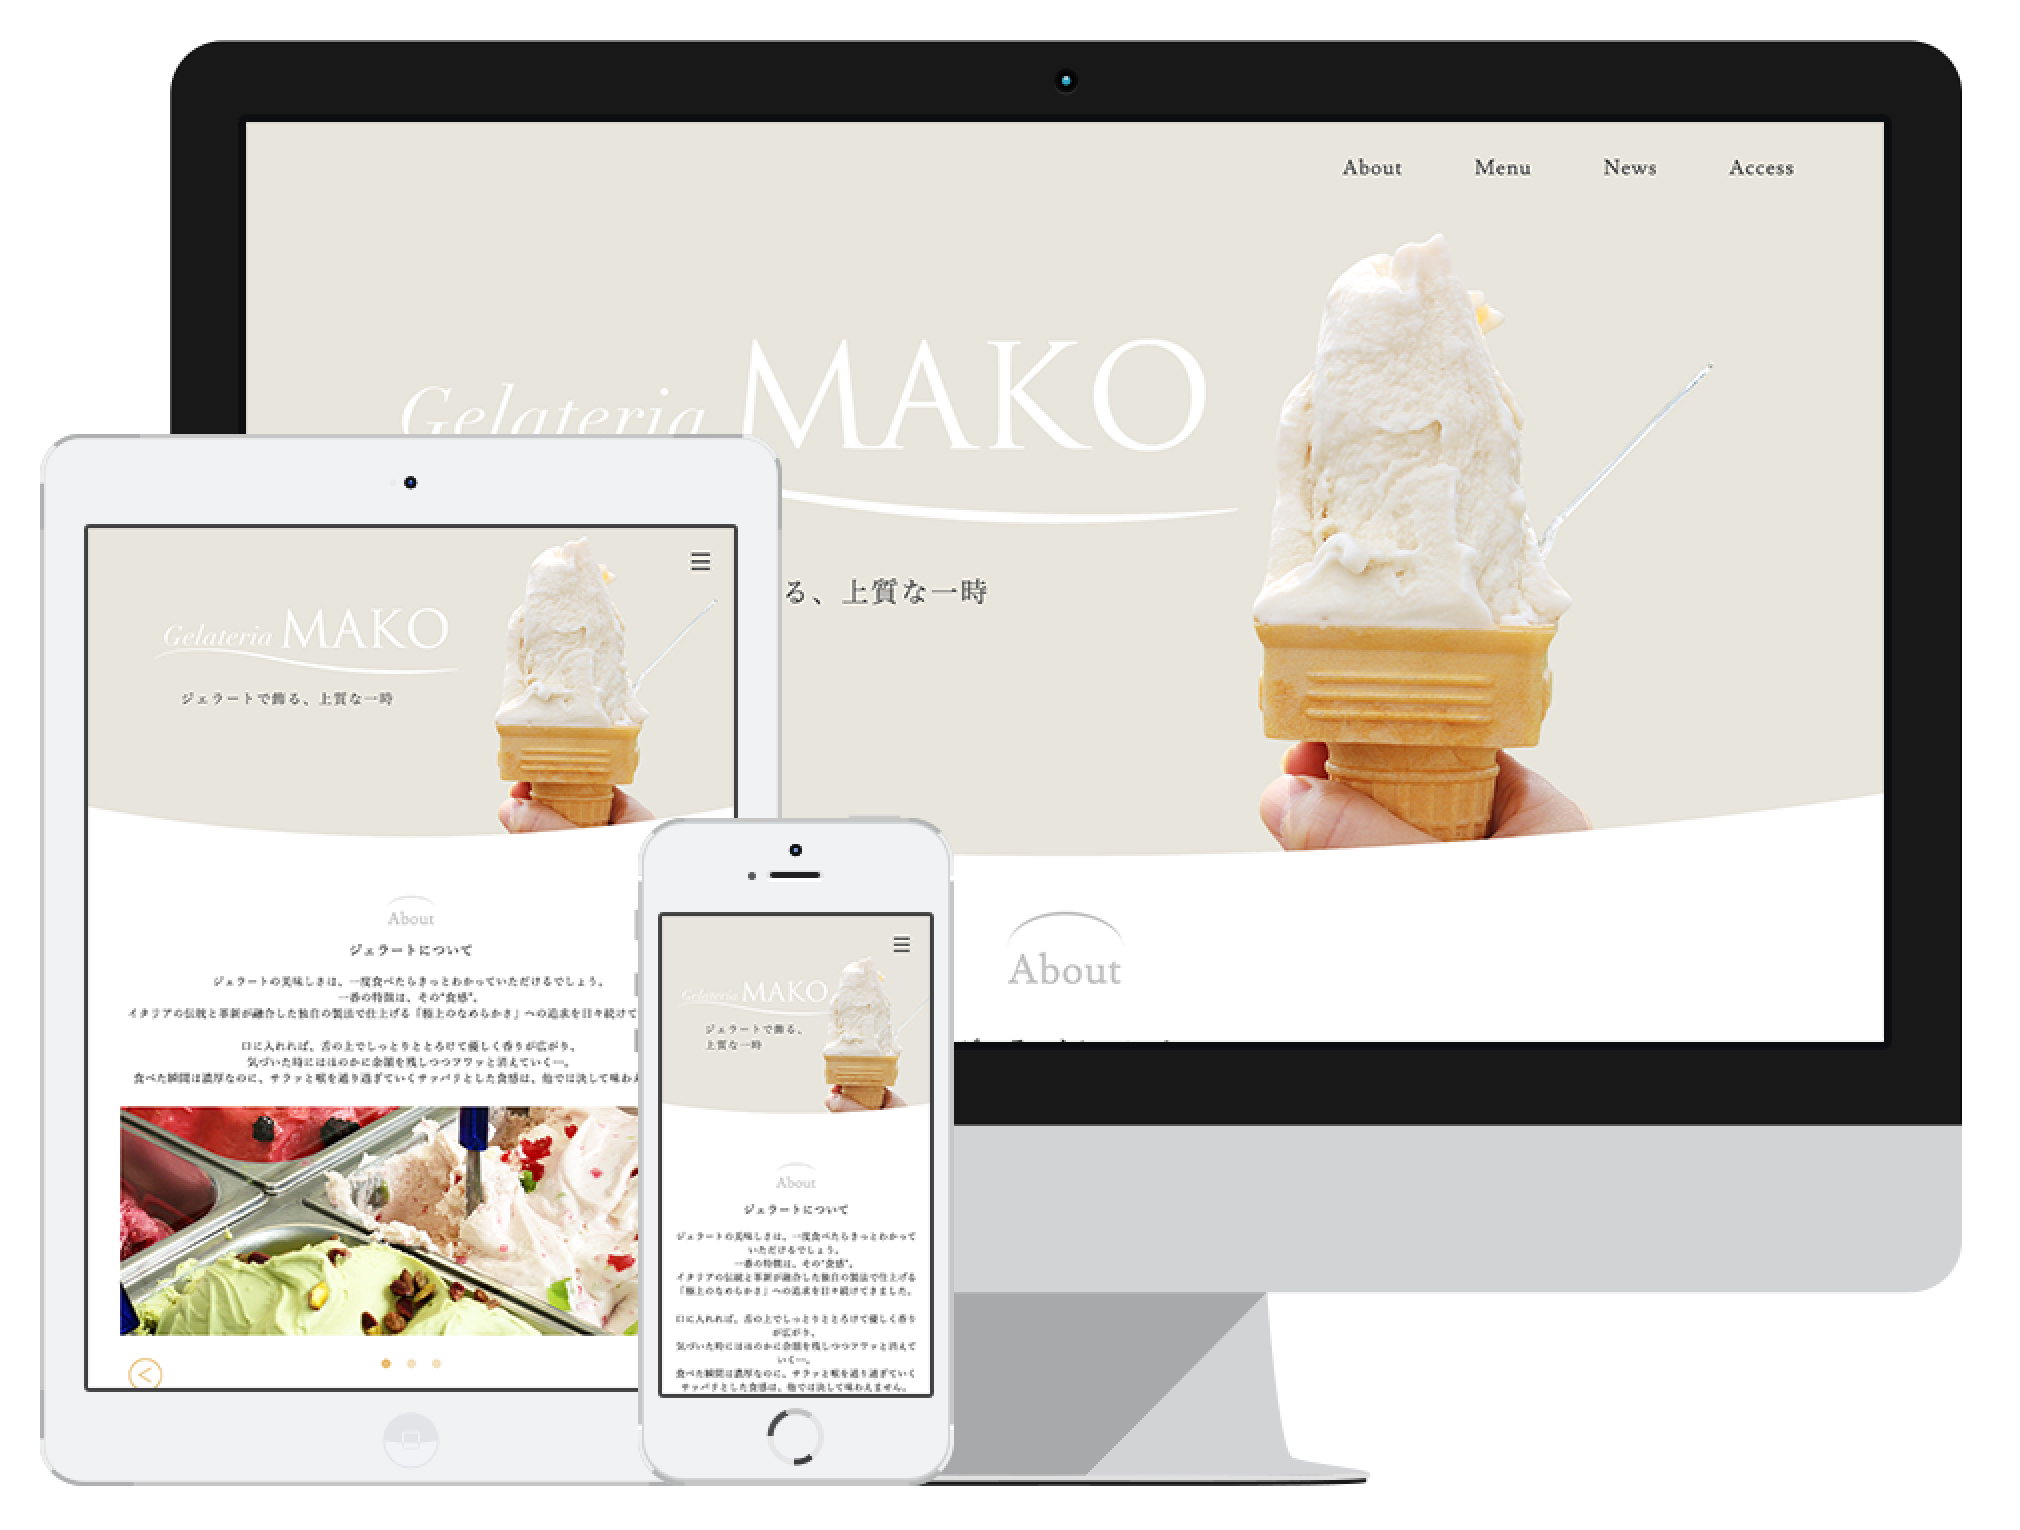 About Menu News Access
Gelateria MAKO
る、上質な一時
About
Gelateria MAKO
ジェラートで飾る、上質な一時
About
ジェラートについて
ジェラートの美味しさは、一度食べたらきっとわかっていただけるでしょう。
一番の特徴は、その“食感”。
イタリアの伝統と革新が融合した独自の製法で仕上げる「極上のなめらかさ」への追求を日々続けて
口に入れれば、舌の上でしっとりととろけて優しく香りが広がり、
気づいた時にはほのかに余韻を残しつつフワッと消えていく…。
食べた瞬間は濃厚なのに、サラッと喉を通り過ぎていくサッパリとした食感は、他では決して味わえ
Gelateria MAKO
ジェラートで飾る、
上質な一時
About
ジェラートについて
ジェラートの美味しさは、一度食べたらきっとわかって
いただけるでしょう。
一番の特徴は、その“食感”。
イタリアの伝統と革新が融合した独自の製法で仕上げる
「極上のなめらかさ」への追求を日々続けてきました。
口に入れれば、舌の上でしっとりととろけて優しく香り
が広がり、
気づいた時にはほのかに余韻を残しつつフワッと消えて
いく…。
食べた瞬間は濃厚なのに、サラッと喉を通り過ぎていく
サッパリとした食感は、他では決して味わえません。